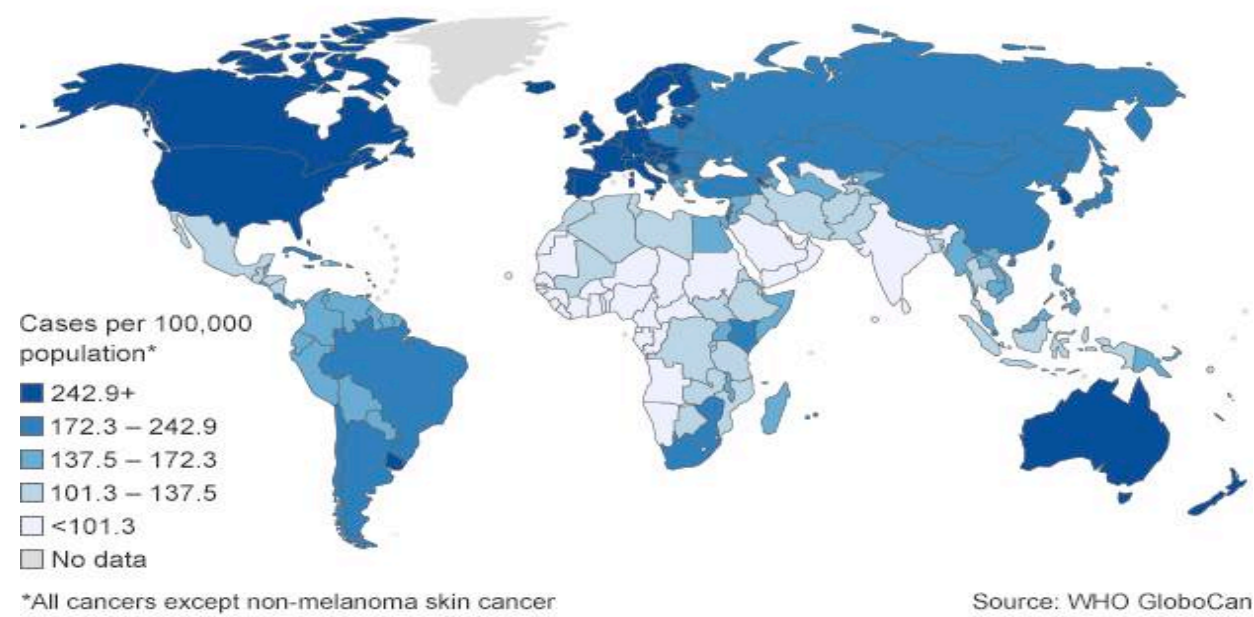 Cases per 100,000
population*
242.9+
172.3 – 242.9
137.5 – 172.3
101.3 – 137.5
<101.3
No data
*All cancers except non-melanoma skin cancer
Source: WHO GloboCan